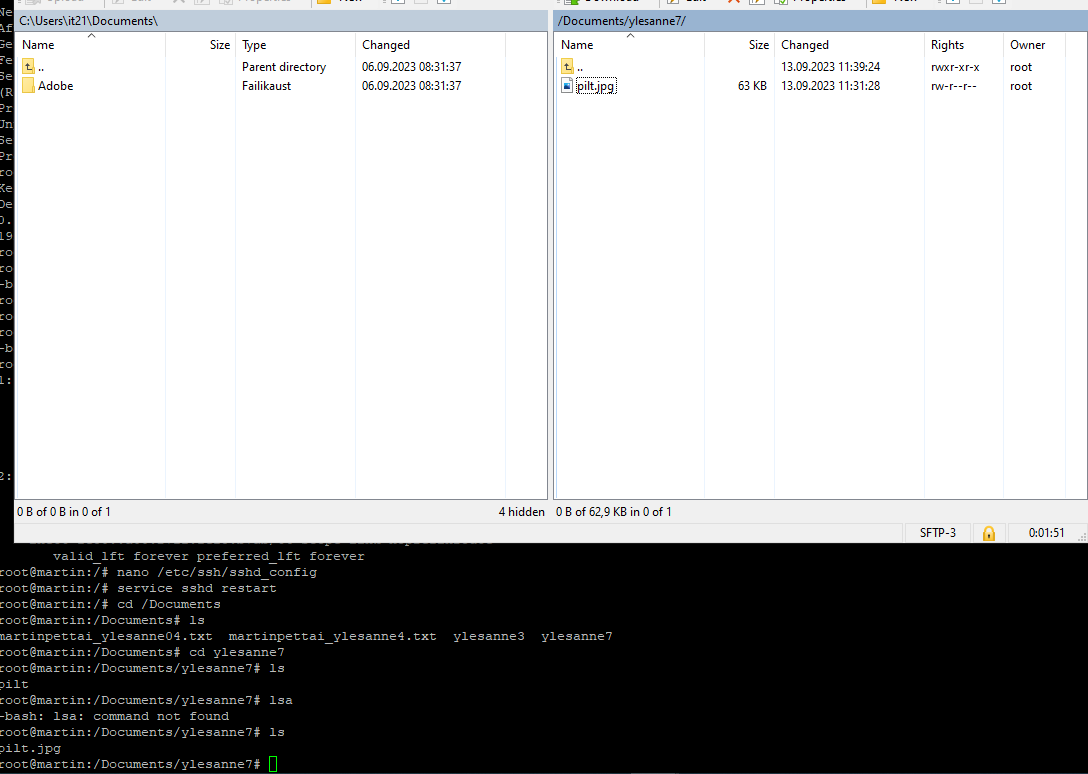 C:\Users\it21\Documents\
Name Size Type Changed
.. Parent directory 06.09.2023 08:31:37
Adobe Failikaust 06.09.2023 08:31:37
0 B of 0 B in 0 of 1 4 hidden
/Documents/ylesanne7/
Name Size Changed Rights Owner
.. 13.09.2023 11:39:24 rwxr-xr-x root
pilt.jpg 63 KB 13.09.2023 11:31:28 rw-r--r-- root
0 B of 62,9 KB in 0 of 1
SFTP-3 0:01:51
valid_lft forever preferred_lft forever
root@martin:/# nano /etc/ssh/sshd_config
root@martin:/# service sshd restart
root@martin:/# cd /Documents
root@martin:/Documents# ls
martinpettai_ylesanne04.txt martinpettai_ylesanne4.txt ylesanne3 ylesanne7
root@martin:/Documents# cd ylesanne7
root@martin:/Documents/ylesanne7# ls
pilt
root@martin:/Documents/ylesanne7# lsa
-bash: lsa: command not found
root@martin:/Documents/ylesanne7# ls
pilt.jpg
root@martin:/Documents/ylesanne7#